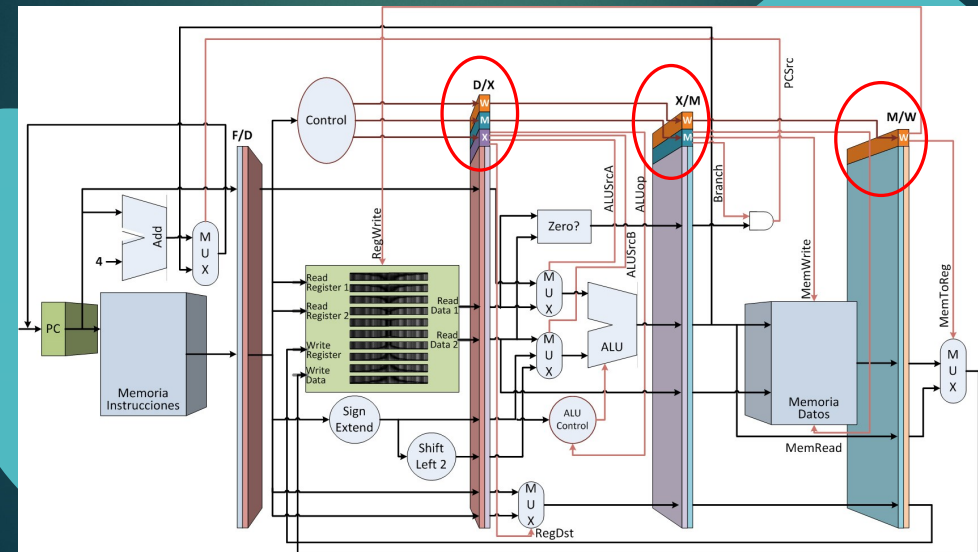 D/X
X/M
M/W
F/D
W
M
X
W
M
W
Control
PCSrc
ALUSrcA
ALUop
ALUSrcB
Branch
RegWrite
MemWrite
MemToReg
Add
4
M
U
X
Zero?
PC
Memoria
Instrucciones
Read
Register 1
Read
Register 2
Write
Register
Write
Data
Read
Data 1
Read
Data 2
M
U
X
M
U
X
ALU
Sign
Extend
Shift
Left 2
ALU
Control
Memoria
Datos
MemRead
M
U
X
M
U
X
RegDst